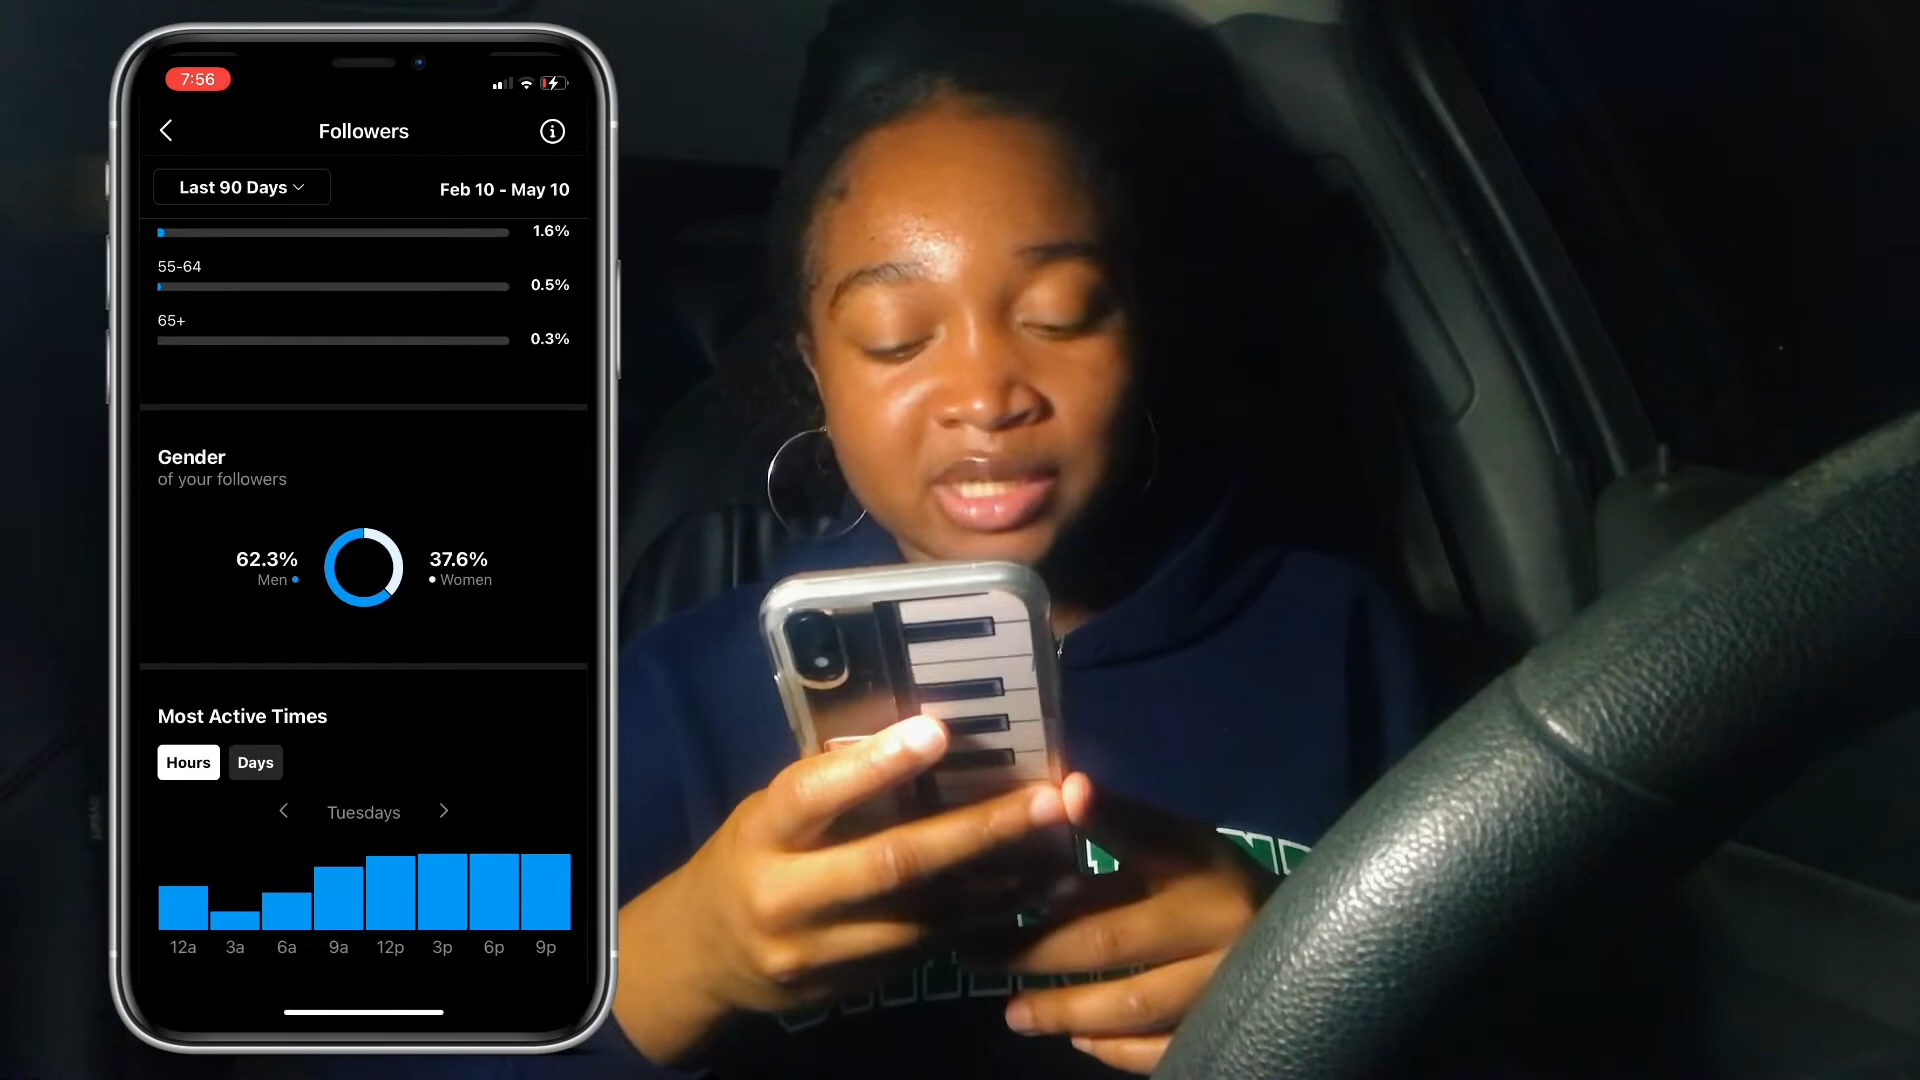 7:56
Followers
Last 90 Days
Feb 10 - May 10
1.6%
55-64
0.5%
65+
0.3%
Gender
of your followers
62.3%
Men
37.6%
Women
Most Active Times
Hours
Days
Tuesdays
12a 3a 6a 9a 12p 3p 6p 9p